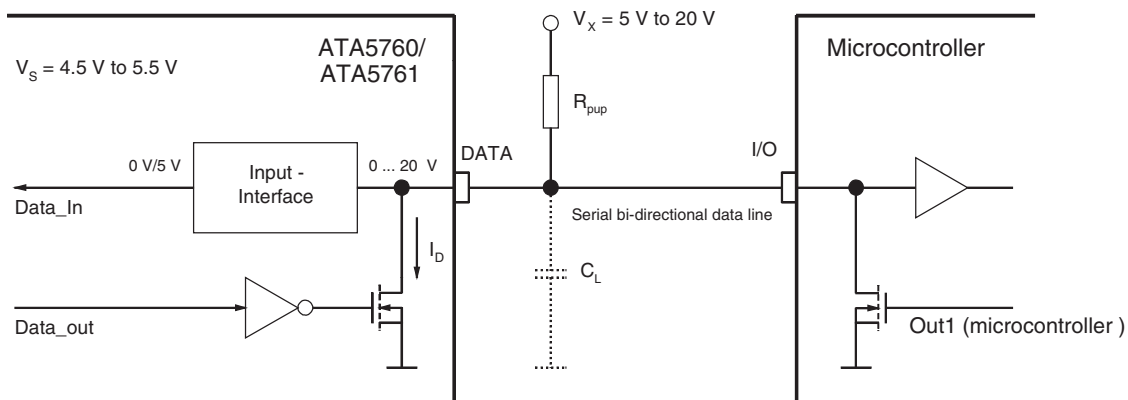 V_X = 5 V to 20 V
ATA5760/
ATA5761
Microcontroller
V_S = 4.5 V to 5.5 V
R_pup
DATA
I/O
0 V/5 V
Input -
Interface
0 ... 20 V
Data_In
Serial bi-directional data line
I_D
C_L
Data_out
Out1 (microcontroller )